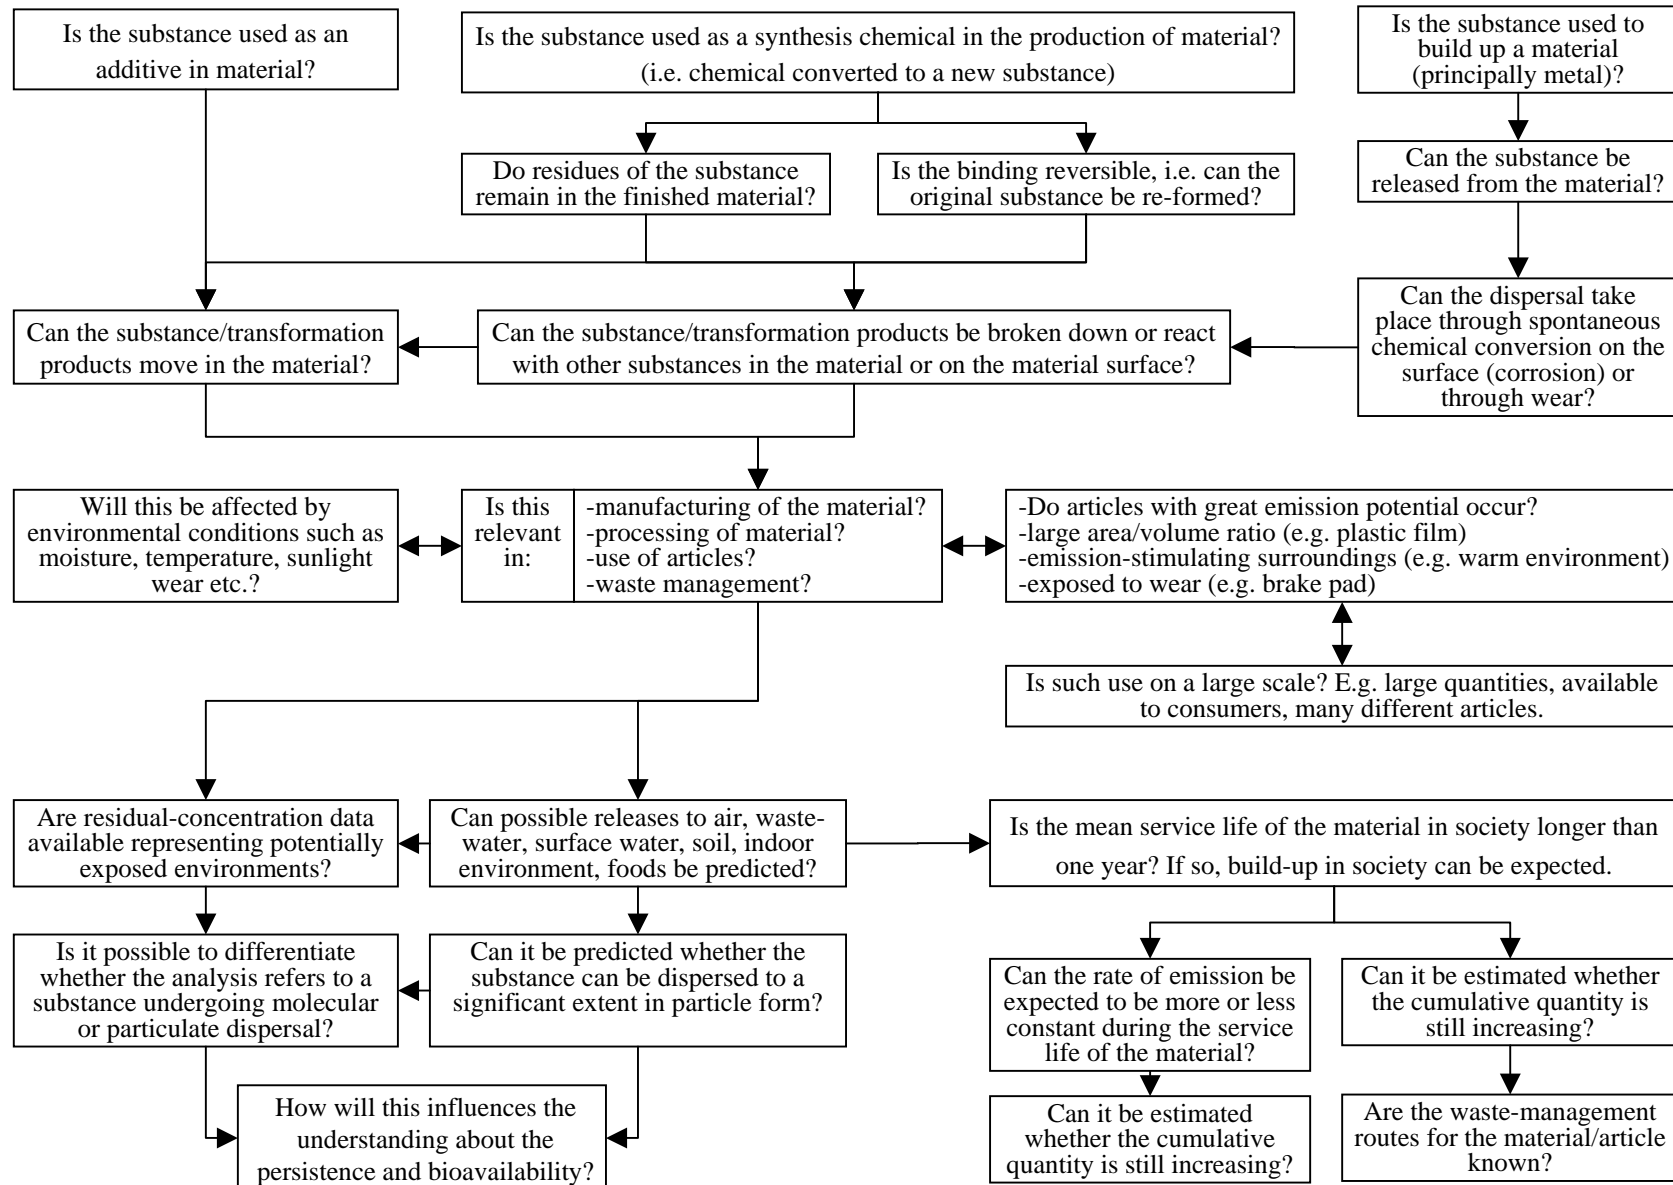 Is the substance used as an
additive in material?
Is the substance used as a synthesis chemical in the production of material?
(i.e. chemical converted to a new substance)
Is the substance used to
build up a material
(principally metal)?
Do residues of the substance
remain in the finished material?
Is the binding reversible, i.e. can the
original substance be re-formed?
Can the substance be
released from the material?
Can the substance/transformation
products move in the material?
Can the substance/transformation products be broken down or react
with other substances in the material or on the material surface?
Can the dispersal take
place through spontaneous
chemical conversion on the
surface (corrosion) or
through wear?
Will this be affected by
environmental conditions such as
moisture, temperature, sunlight
wear etc.?
Is this
relevant
in:
-manufacturing of the material?
-processing of material?
-use of articles?
-waste management?
-Do articles with great emission potential occur?
-large area/volume ratio (e.g. plastic film)
-emission-stimulating surroundings (e.g. warm environment)
-exposed to wear (e.g. brake pad)
Is such use on a large scale? E.g. large quantities, available
to consumers, many different articles.
Are residual-concentration data
available representing potentially
exposed environments?
Can possible releases to air, waste-
water, surface water, soil, indoor
environment, foods be predicted?
Is the mean service life of the material in society longer than
one year? If so, build-up in society can be expected.
Is it possible to differentiate
whether the analysis refers to a
substance undergoing molecular
or particulate dispersal?
Can it be predicted whether the
substance can be dispersed to a
significant extent in particle form?
Can the rate of emission be
expected to be more or less
constant during the service
life of the material?
Can it be estimated whether
the cumulative quantity is
still increasing?
How will this influences the
understanding about the
persistence and bioavailability?
Can it be estimated
whether the cumulative
quantity is still increasing?
Are the waste-management
routes for the material/article
known?